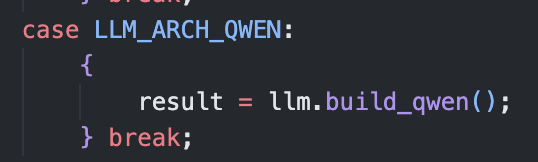 } break;
case LLM_ARCH_QWEN:
    {
        result = llm.build_qwen();
    } break;